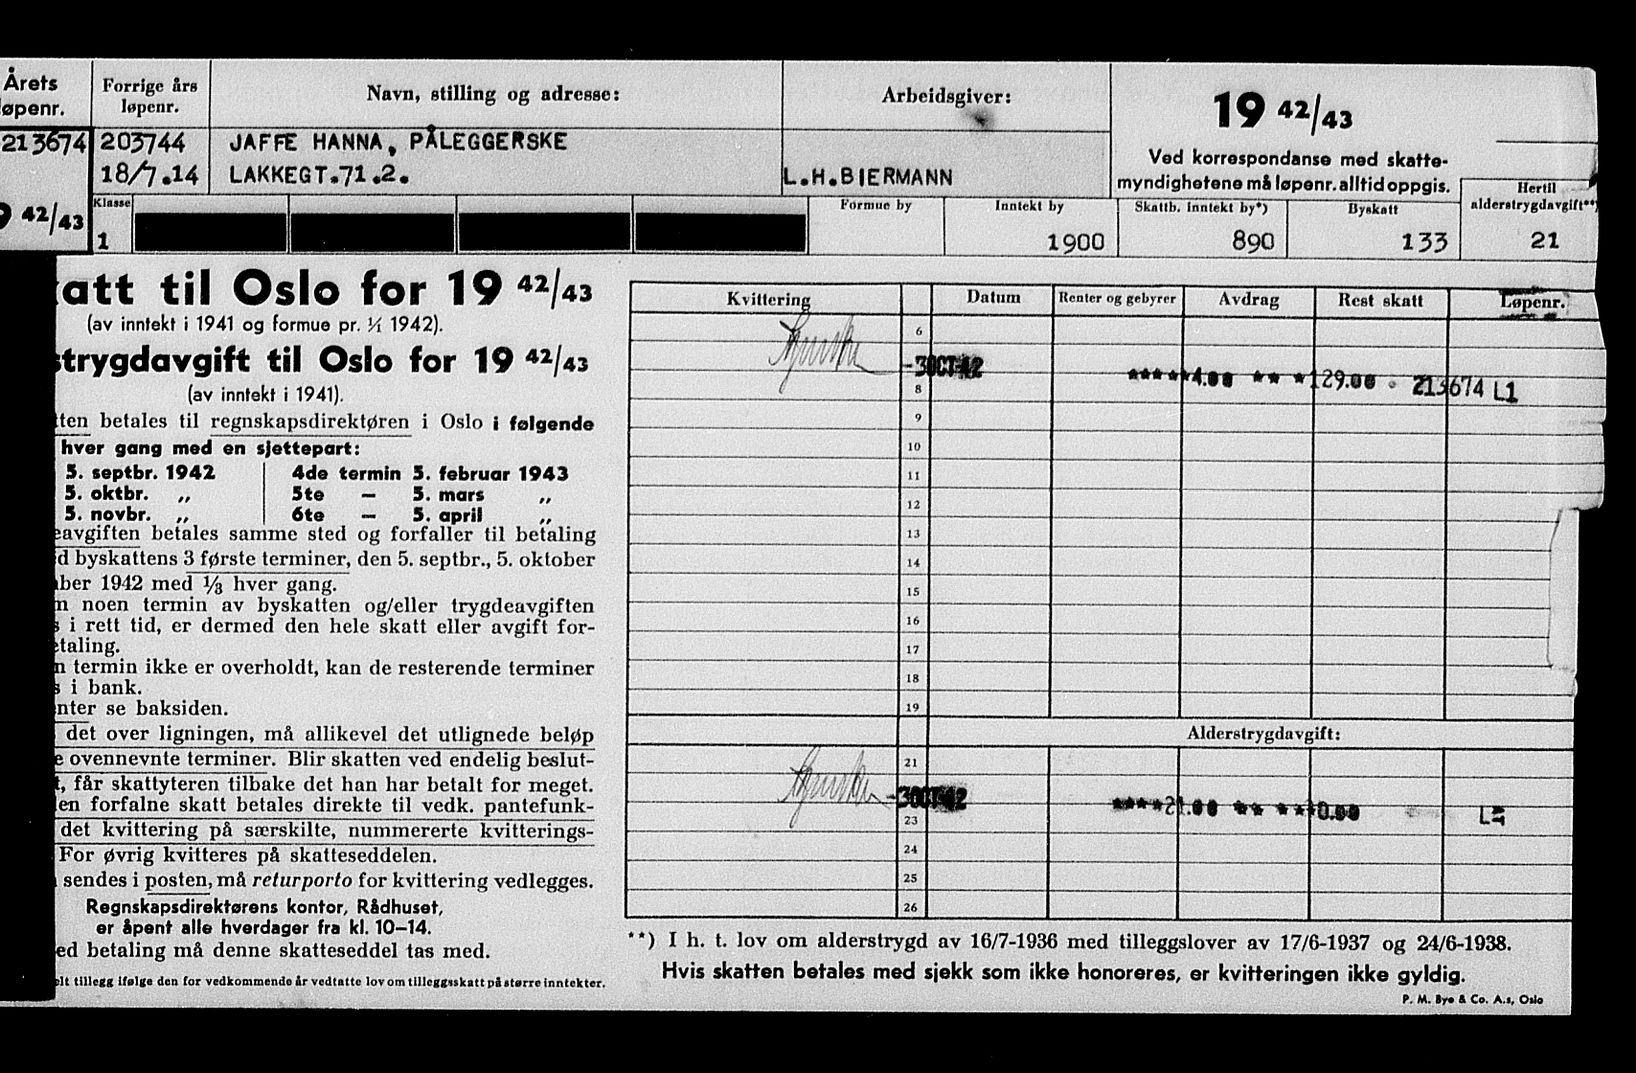 Årets
øpenr.
Forrige års
løpenr.
Navn, stilling og adresse:
Arbeidsgiver:
19 42/43
213674
203744
JAFFE HANNA, PÅLEGGERSKE
18/7.14
LAKKEGT.71.2.
L.H.BIERMANN
Ved korrespondanse med skatte-
myndighetene må løpenr. alltid oppgis.
9 42/43
Klasse
1
Formue by
Inntekt by
1900
Skattb. inntekt by*)
890
Byskatt
133
Hertil
alderstrygdavgift**)
21
att til Oslo for 19 42/43
(av inntekt i 1941 og formue pr. 1/1 1942).
strygdavgift til Oslo for 19 42/43
(av inntekt i 1941).
ten betales til regnskapsdirektøren i Oslo i følgende
hver gang med en sjettepart:
5. septbr. 1942 4de termin 5. februar 1943
5. oktbr. „ 5te — 5. mars „
5. novbr. „ 6te — 5. april „
eavgiften betales samme sted og forfaller til betaling
d byskattens 3 første terminer, den 5. septbr., 5. oktober
ber 1942 med 1/3 hver gang.
n noen termin av byskatten og/eller trygdeavgiften
s i rett tid, er dermed den hele skatt eller avgift for-
etaling.
n termin ikke er overholdt, kan de resterende terminer
s i bank.
nter se baksiden.
det over ligningen, må allikevel det utlignede beløp
e ovennevnte terminer. Blir skatten ved endelig beslut-
t, får skattyteren tilbake det han har betalt for meget.
en forfalne skatt betales direkte til vedk. pantefunk-
det kvittering på særskilte, nummererte kvitterings-
For øvrig kvitteres på skatteseddelen.
sendes i posten, må returporto for kvittering vedlegges.
Regnskapsdirektørens kontor, Rådhuset,
er åpent alle hverdager fra kl. 10–14.
ed betaling må denne skatteseddel tas med.
elt tillegg ifølge den for vedkommende år vedtatte lov om tilleggsskatt på større inntekter.
Kvittering Datum Renter og gebyrer Avdrag Rest skatt Løpenr.
6
-3OCT42 *****4.00 ** *129.00 213674 L1
8
9
10
11
12
13
14
15
16
17
18
19
Alderstrygdavgift:
21
-3OCT42 ****21.00 ** **0.00
23
24
25
26
**) I h. t. lov om alderstrygd av 16/7-1936 med tilleggslover av 17/6-1937 og 24/6-1938.
Hvis skatten betales med sjekk som ikke honoreres, er kvitteringen ikke gyldig.
P. M. Bye & Co. A.s, Oslo